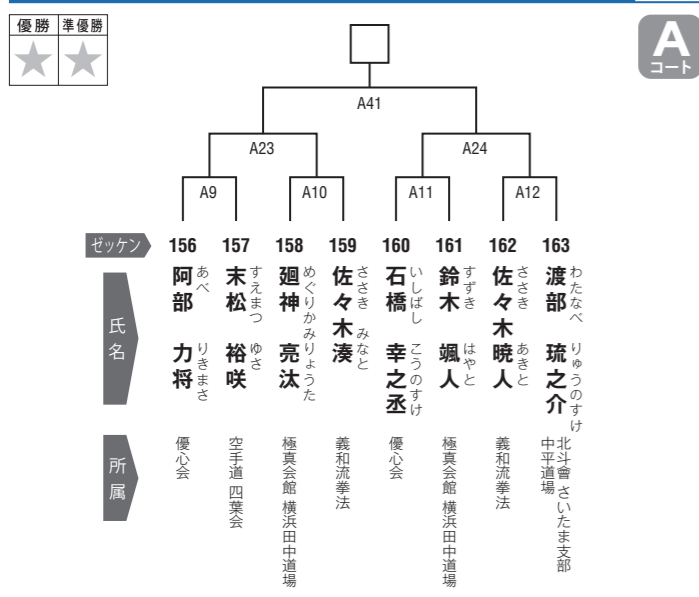 優勝 準優勝
A
コート
A41
A23 A24
A9 A10 A11 A12
ゼッケン 156 157 158 159 160 161 162 163
氏名
阿部 力将
あべ りきまさ
末松 裕咲
すえまつ ゆさ
廻神 亮汰
めぐりかみ りょうた
佐々木 湊
ささき みなと
石橋 幸之丞
いしばし こうのすけ
鈴木 颯人
すずき はやと
佐々木 暁人
ささき あきと
渡部 琉之介
わたなべ りゅうのすけ
所属
優心会
空手道 四葉会
極真会館 横浜田中道場
義和流拳法
優心会
極真会館 横浜田中道場
義和流拳法
北斗會 さいたま支部
中平道場